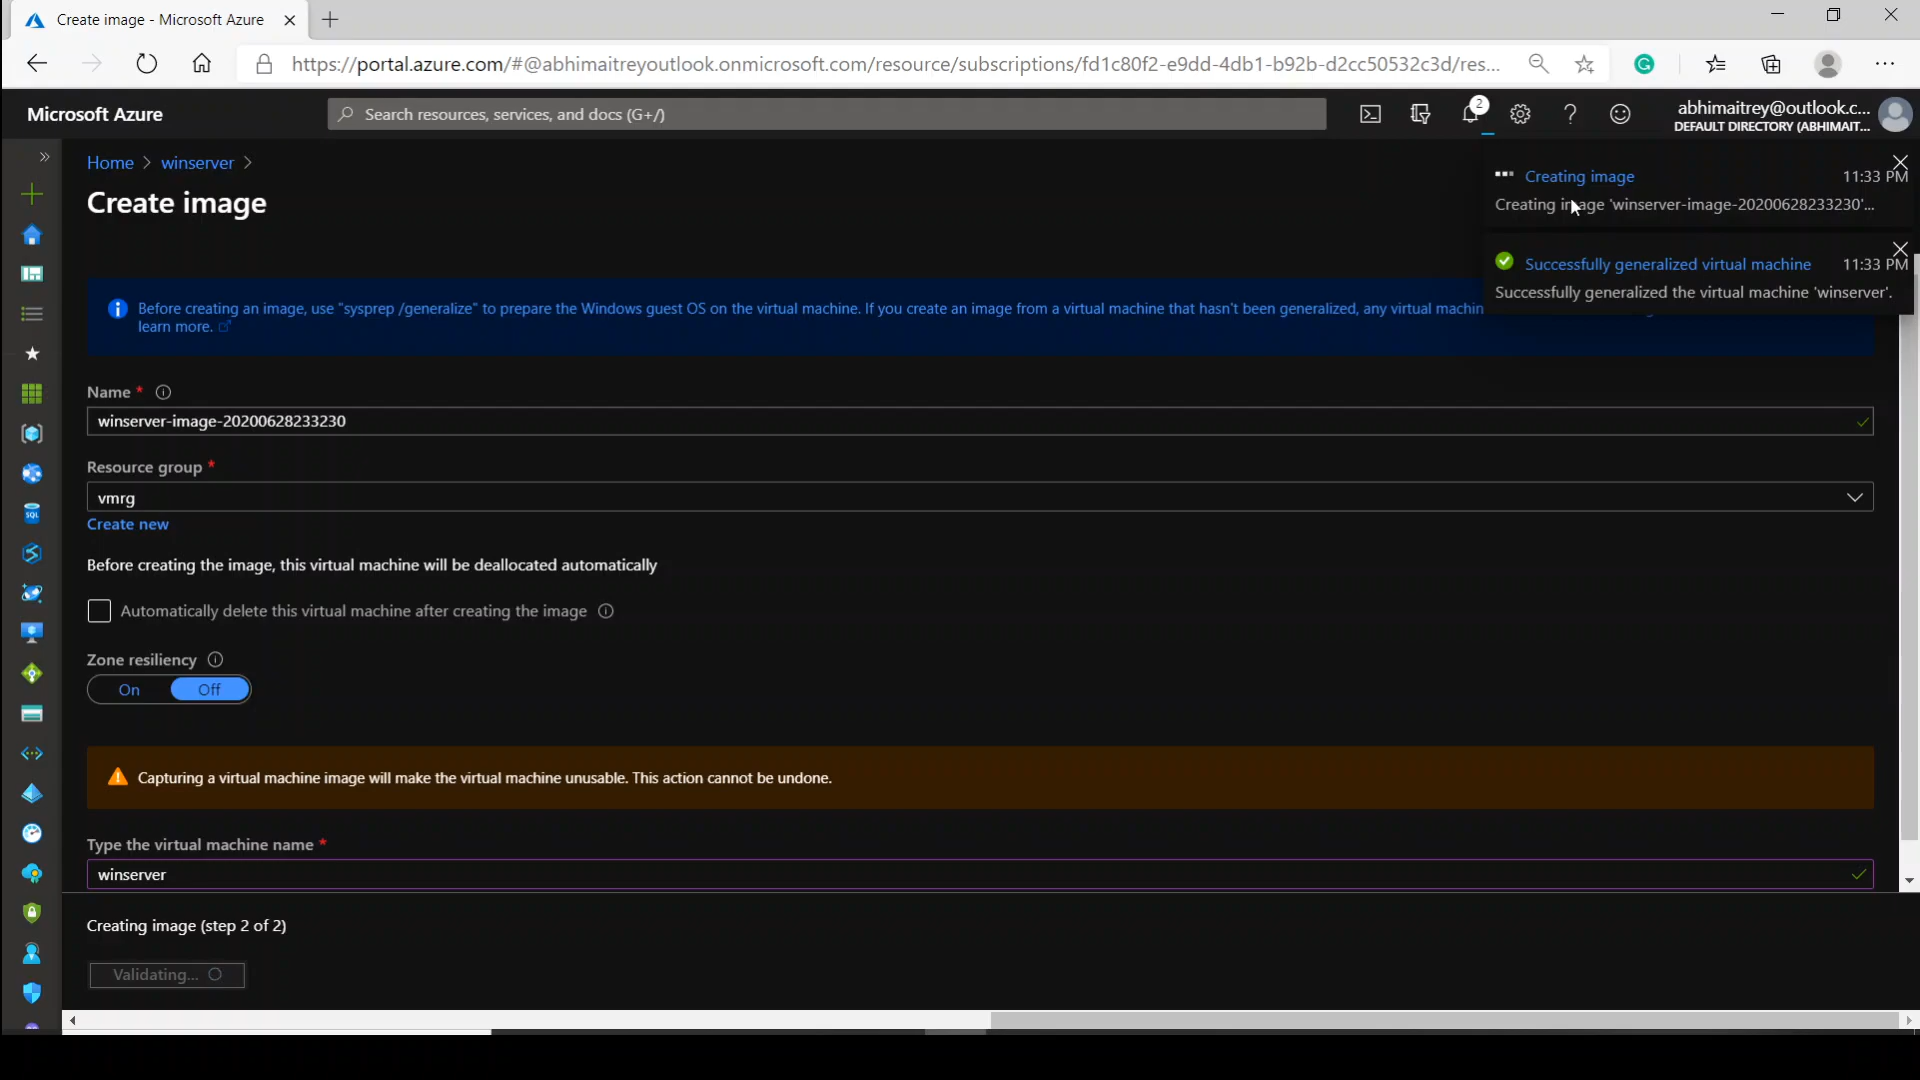 Create image - Microsoft Azure
https://portal.azure.com/#@abhimaitreyoutlook.onmicrosoft.com/resource/subscriptions/fd1c80f2-e9dd-4db1-b92b-d2cc50532c3d/res...
Microsoft Azure
Search resources, services, and docs (G+/)
2
abhimaitrey@outlook.c...
DEFAULT DIRECTORY (ABHIMAIT...
Home > winserver >
Create image
Creating image 11:33 PM
Creating image 'winserver-image-20200628233230'...
Successfully generalized virtual machine 11:33 PM
Successfully generalized the virtual machine 'winserver'.
Before creating an image, use "sysprep /generalize" to prepare the Windows guest OS on the virtual machine. If you create an image from a virtual machine that hasn't been generalized, any virtual machin
learn more.
Name *
winserver-image-20200628233230
Resource group *
vmrg
Create new
Before creating the image, this virtual machine will be deallocated automatically
Automatically delete this virtual machine after creating the image
Zone resiliency
On Off
Capturing a virtual machine image will make the virtual machine unusable. This action cannot be undone.
Type the virtual machine name *
winserver
Creating image (step 2 of 2)
Validating...
SQL